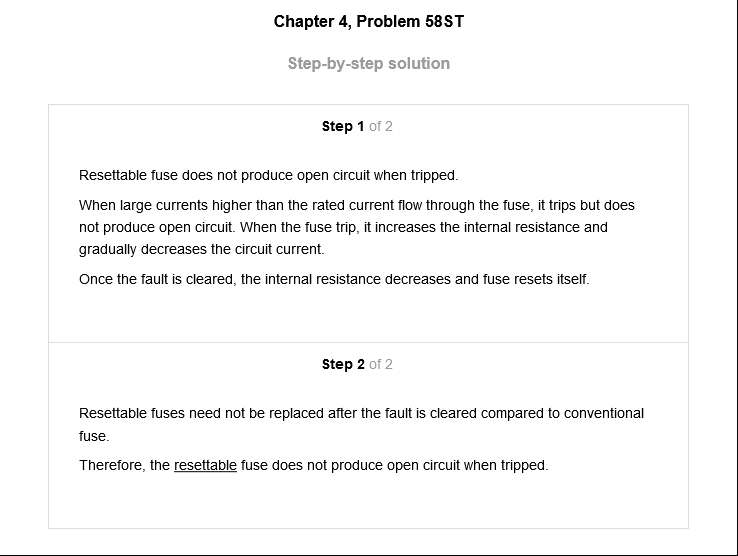 Chapter 4, Problem 58ST
Step-by-step solution
Step 1 of 2
Resettable fuse does not produce open circuit when tripped.
When large currents higher than the rated current flow through the fuse, it trips but does
not produce open circuit. When the fuse trip, it increases the internal resistance and
gradually decreases the circuit current.
Once the fault is cleared, the internal resistance decreases and fuse resets itself.
Step 2 of 2
Resettable fuses need not be replaced after the fault is cleared compared to conventional
fuse.
Therefore, the resettable fuse does not produce open circuit when tripped.